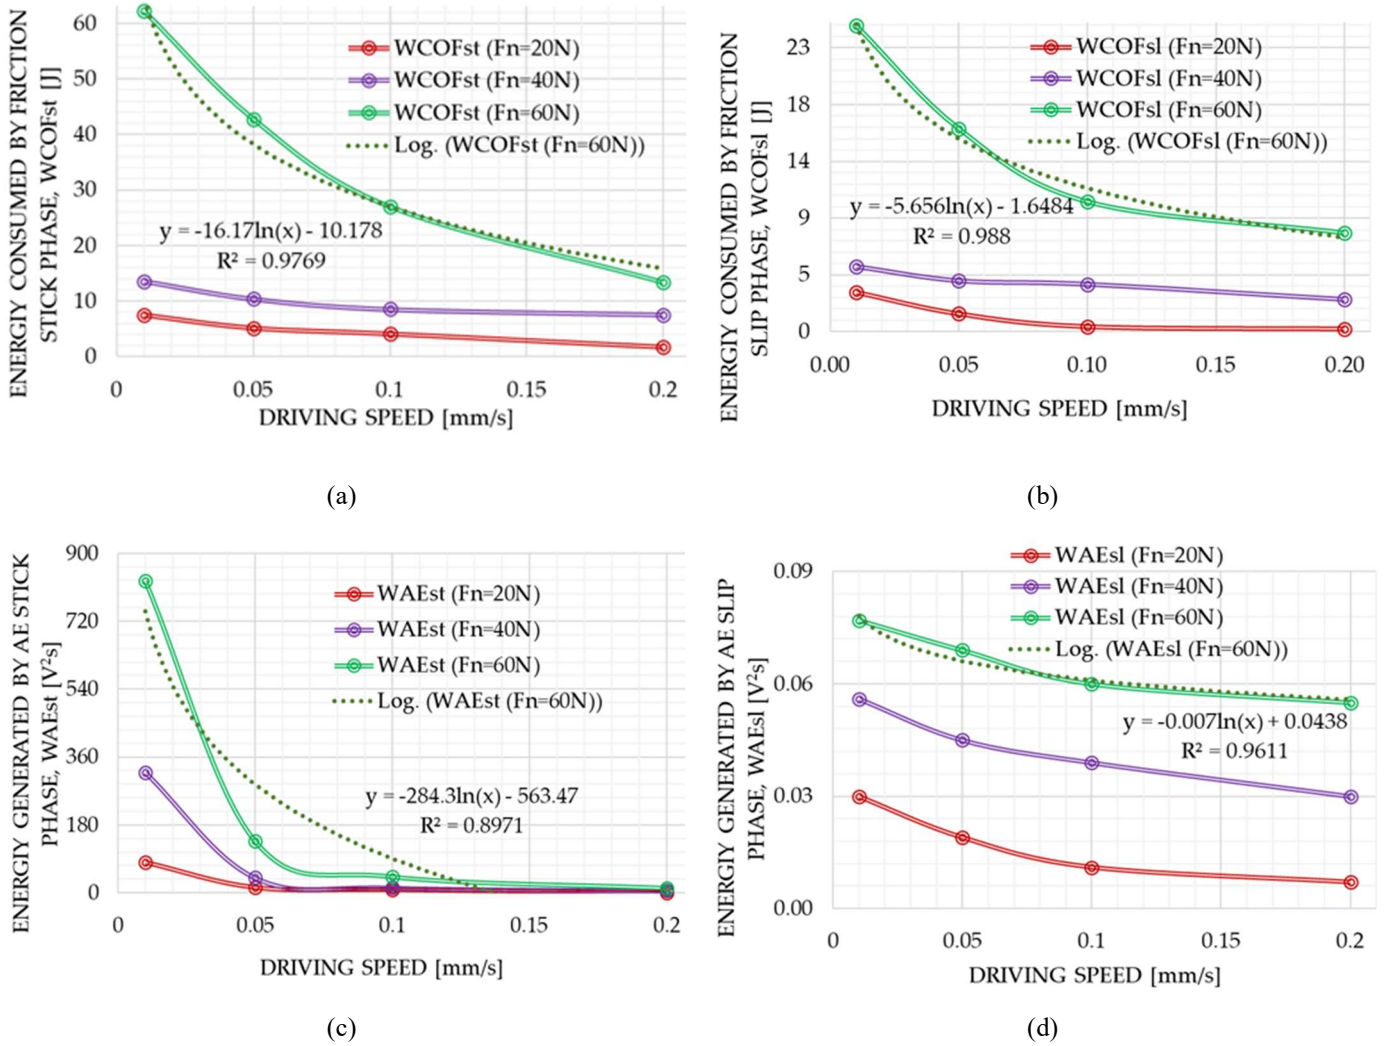 ENERGIY CONSUMED BY FRICTION
STICK PHASE, WCOFst [J]
60
50
40
30
20
10
0
WCOFst (Fn=20N)
WCOFst (Fn=40N)
WCOFst (Fn=60N)
Log. (WCOFst (Fn=60N))
y = -16.17ln(x) - 10.178
R² = 0.9769
0 0.05 0.1 0.15 0.2
DRIVING SPEED [mm/s]
(a)
ENERGIY CONSUMED BY FRICTION
SLIP PHASE, WCOFsl [J]
23
18
14
9
5
0
WCOFsl (Fn=20N)
WCOFsl (Fn=40N)
WCOFsl (Fn=60N)
Log. (WCOFsl (Fn=60N))
y = -5.656ln(x) - 1.6484
R² = 0.988
0.00 0.05 0.10 0.15 0.20
DRIVING SPEED [mm/s]
(b)
ENERGIY GENERATED BY AE STICK
PHASE, WAEst [V²s]
900
720
540
360
180
0
WAEst (Fn=20N)
WAEst (Fn=40N)
WAEst (Fn=60N)
Log. (WAEst (Fn=60N))
y = -284.3ln(x) - 563.47
R² = 0.8971
0 0.05 0.1 0.15 0.2
DRIVING SPEED [mm/s]
(c)
ENERGIY GENERATED BY AE SLIP
PHASE, WAEsl [V²s]
0.09
0.06
0.03
0.00
WAEsl (Fn=20N)
WAEsl (Fn=40N)
WAEsl (Fn=60N)
Log. (WAEsl (Fn=60N))
y = -0.007ln(x) + 0.0438
R² = 0.9611
0 0.05 0.1 0.15 0.2
DRIVING SPEED [mm/s]
(d)